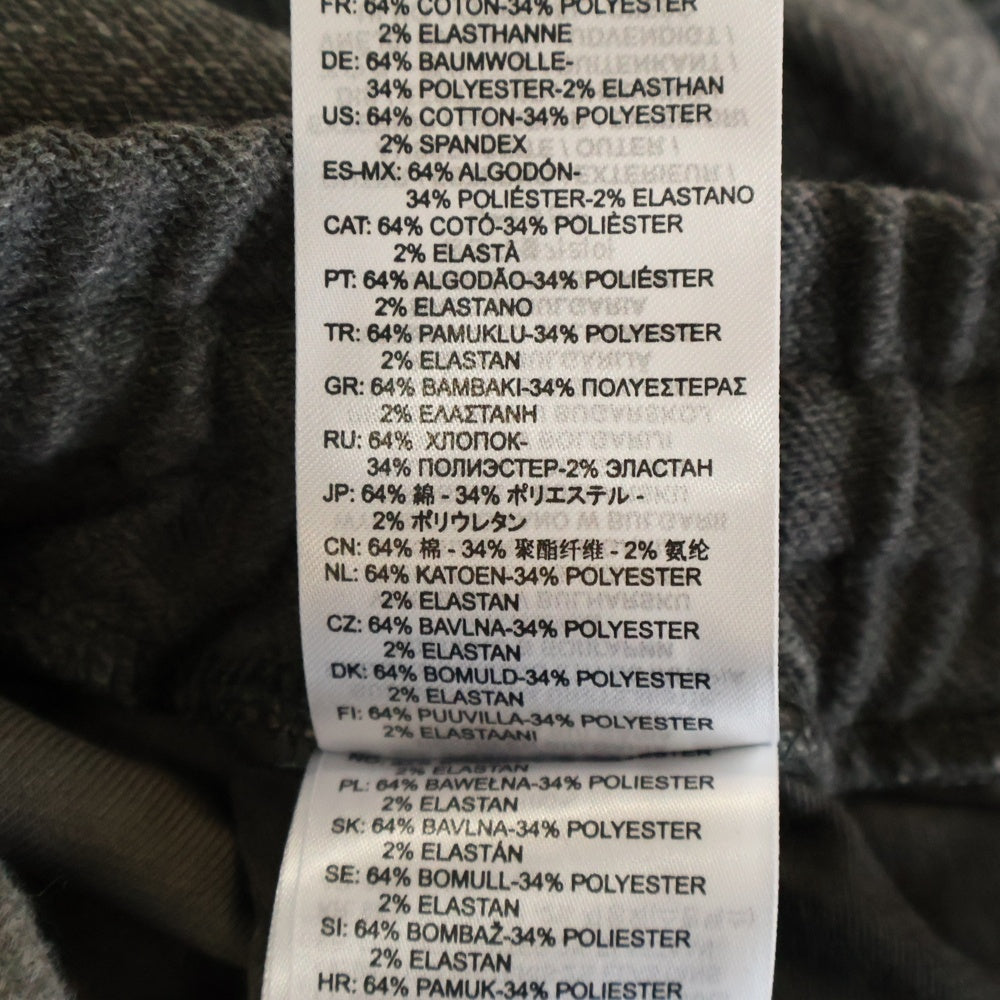 FR: 64% COTON-34% POLYESTER
2% ELASTHANNE
DE: 64% BAUMWOLLE-
34% POLYESTER-2% ELASTHAN
US: 64% COTTON-34% POLYESTER
2% SPANDEX
ES-MX: 64% ALGODÓN-
34% POLIÉSTER-2% ELASTANO
CAT: 64% COTÓ-34% POLIÈSTER
2% ELASTÀ
PT: 64% ALGODÃO-34% POLIÉSTER
2% ELASTANO
TR: 64% PAMUKLU-34% POLYESTER
2% ELASTAN
GR: 64% ΒΑΜΒΑΚΙ-34% ΠΟΛΥΕΣΤΕΡΑΣ
2% ΕΛΑΣΤΑΝΗ
RU: 64% ХЛОПОК-
34% ПОЛИЭСТЕР-2% ЭЛАСТАН
JP: 64% 綿 - 34% ポリエステル -
2% ポリウレタン
CN: 64% 棉 - 34% 聚酯纤维 - 2% 氨纶
NL: 64% KATOEN-34% POLYESTER
2% ELASTAN
CZ: 64% BAVLNA-34% POLYESTER
2% ELASTAN
DK: 64% BOMULD-34% POLYESTER
2% ELASTAN
FI: 64% PUUVILLA-34% POLYESTER
2% ELASTAANI
2% ELASTAN
PL: 64% BAWEŁNA-34% POLIESTER
2% ELASTAN
SK: 64% BAVLNA-34% POLYESTER
2% ELASTÁN
SE: 64% BOMULL-34% POLYESTER
2% ELASTAN
SI: 64% BOMBAŽ-34% POLIESTER
2% ELASTAN
HR: 64% PAMUK-34% POLIESTER